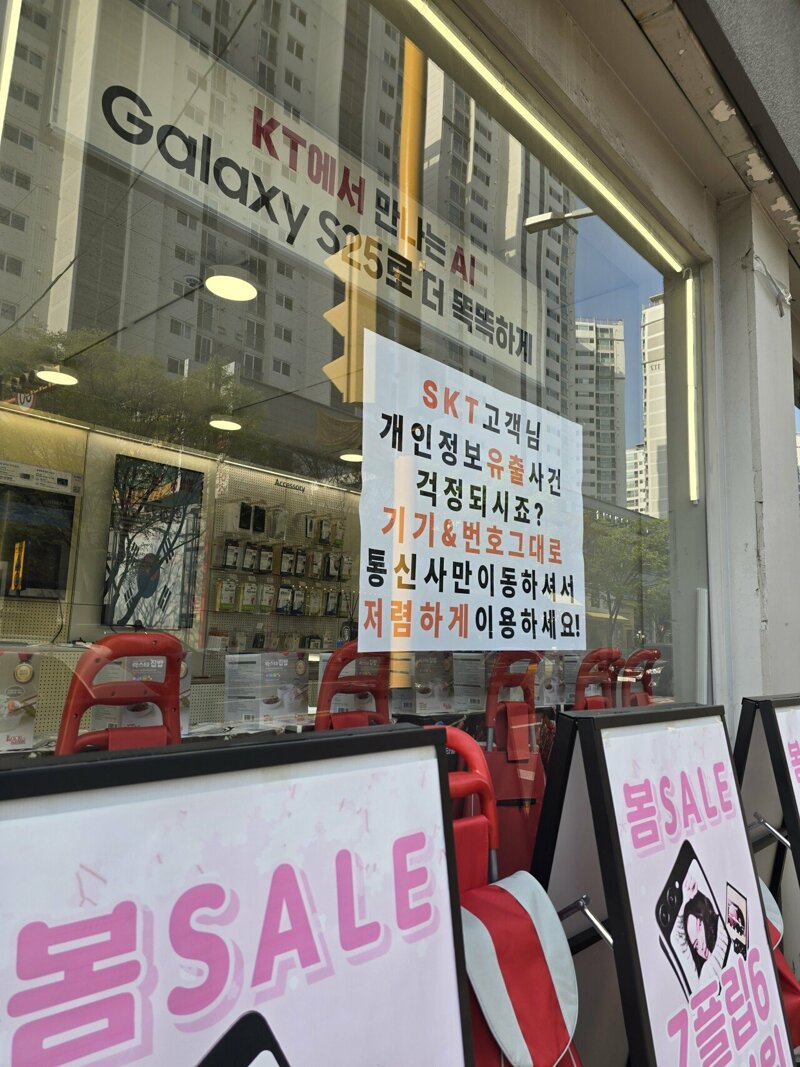 KT에서 만나는 AI
Galaxy S25로 더 똑똑하게
SKT고객님
개인정보유출사건
걱정되시죠?
기기&번호그대로
통신사만이동하셔서
저렴하게이용하세요!
Accessory
봄SALE
봄SALE
Z플립6